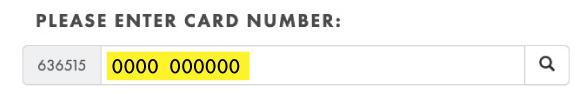 PLEASE ENTER CARD NUMBER:
636515 0000 000000